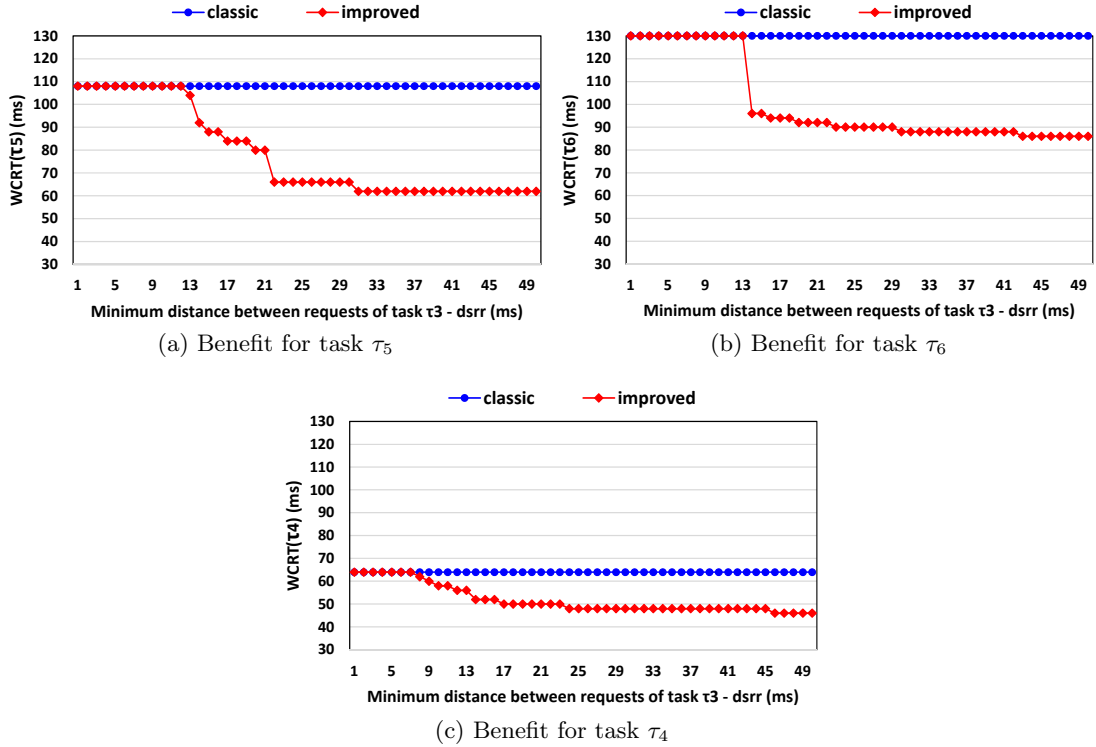 classic improved
130
120
110
100
90
80
70
60
50
40
30
WCRT(τ5) (ms)
1 5 9 13 17 21 25 29 33 37 41 45 49
Minimum distance between requests of task τ3 - dsrr (ms)
(a) Benefit for task τ5
classic improved
130
120
110
100
90
80
70
60
50
40
30
WCRT(τ6) (ms)
1 5 9 13 17 21 25 29 33 37 41 45 49
Minimum distance between requests of task τ3 - dsrr (ms)
(b) Benefit for task τ6
classic improved
130
120
110
100
90
80
70
60
50
40
30
WCRT(τ4) (ms)
1 5 9 13 17 21 25 29 33 37 41 45 49
Minimum distance between requests of task τ3 - dsrr (ms)
(c) Benefit for task τ4